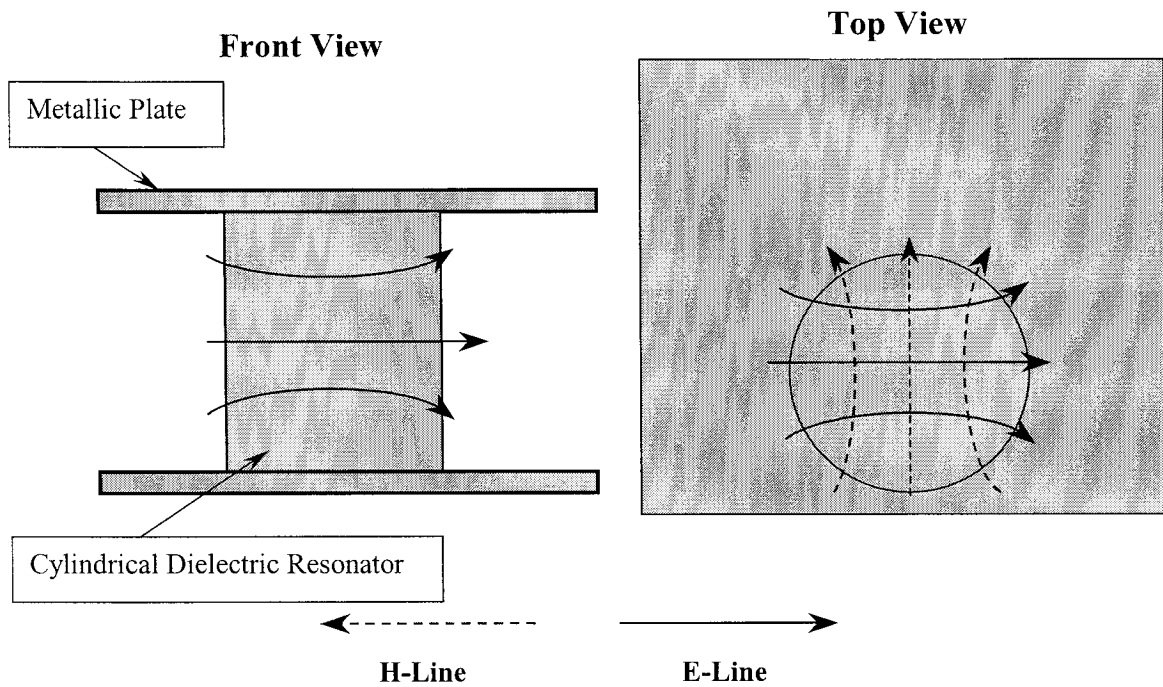 Front View
Top View
Metallic Plate
Cylindrical Dielectric Resonator
H-Line
E-Line